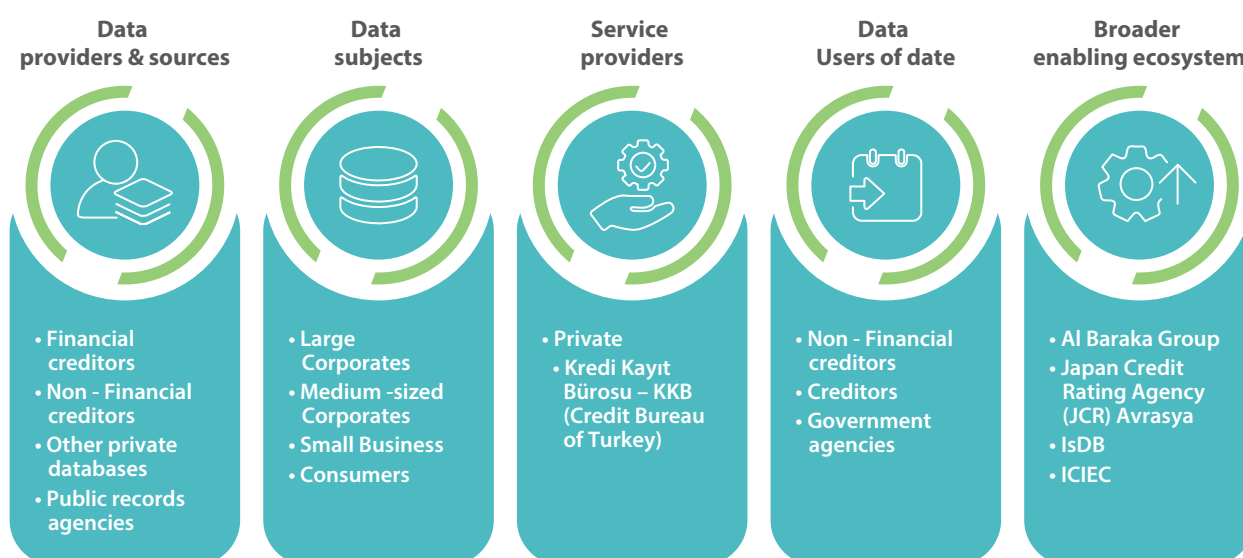 Data
providers & sources
• Financial
creditors
• Non - Financial
creditors
• Other private
databases
• Public records
agencies
Data
subjects
• Large
Corporates
• Medium -sized
Corporates
• Small Business
• Consumers
Service
providers
• Private
• Kredi Kayıt
Bürosu – KKB
(Credit Bureau
of Turkey)
Data
Users of date
• Non - Financial
creditors
• Creditors
• Government
agencies
Broader
enabling ecosystem
• Al Baraka Group
• Japan Credit
Rating Agency
(JCR) Avrasya
• IsDB
• ICIEC